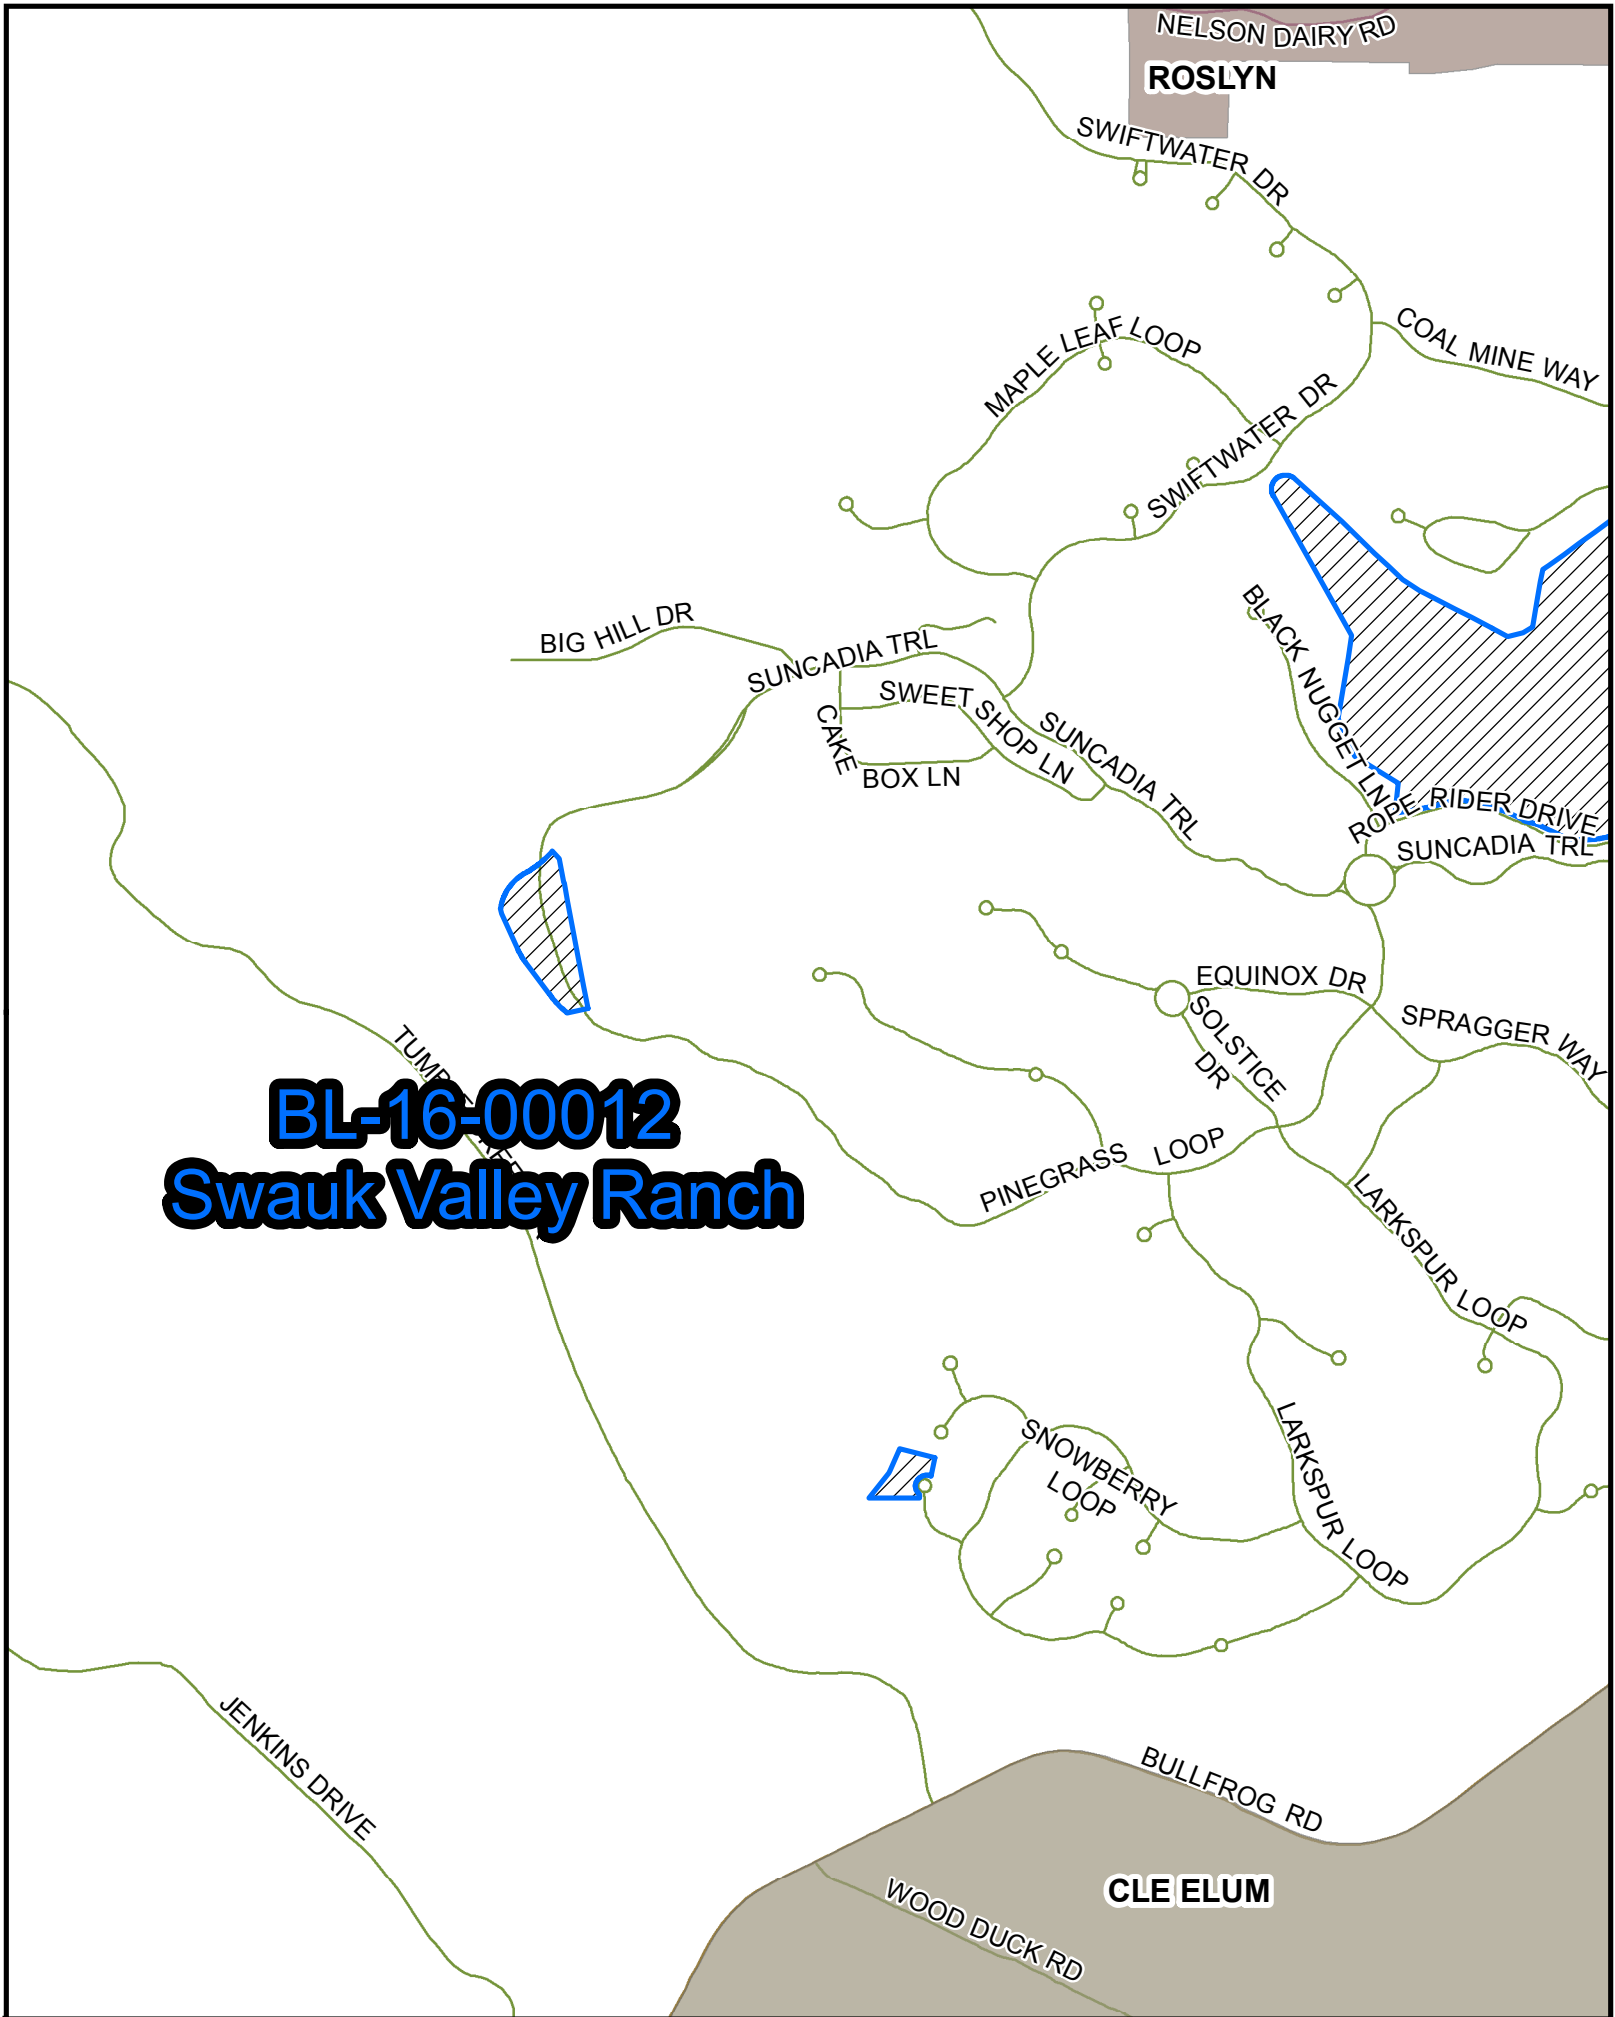 NELSON DAIRY RD
ROSLYN
SWIFTWATER DR
COAL MINE WAY
MAPLE LEAF LOOP
SWIFTWATER DR
BIG HILL DR
SUNCADIA TRL
BLACK NUGGET LN
SWEET SHOP LN
CAKE
BOX LN
SUNCADIA TRL
ROPE RIDER DRIVE
SUNCADIA TRL
EQUINOX DR
SOLSTICE
DR
SPRAGGER WAY
BL-16-00012
Swauk Valley Ranch
PINEGRASS LOOP
LARKSPUR LOOP
SNOWBERRY
LOOP
LARKSPUR LOOP
JENKINS DRIVE
BULLFROG RD
CLE ELUM
WOOD DUCK RD